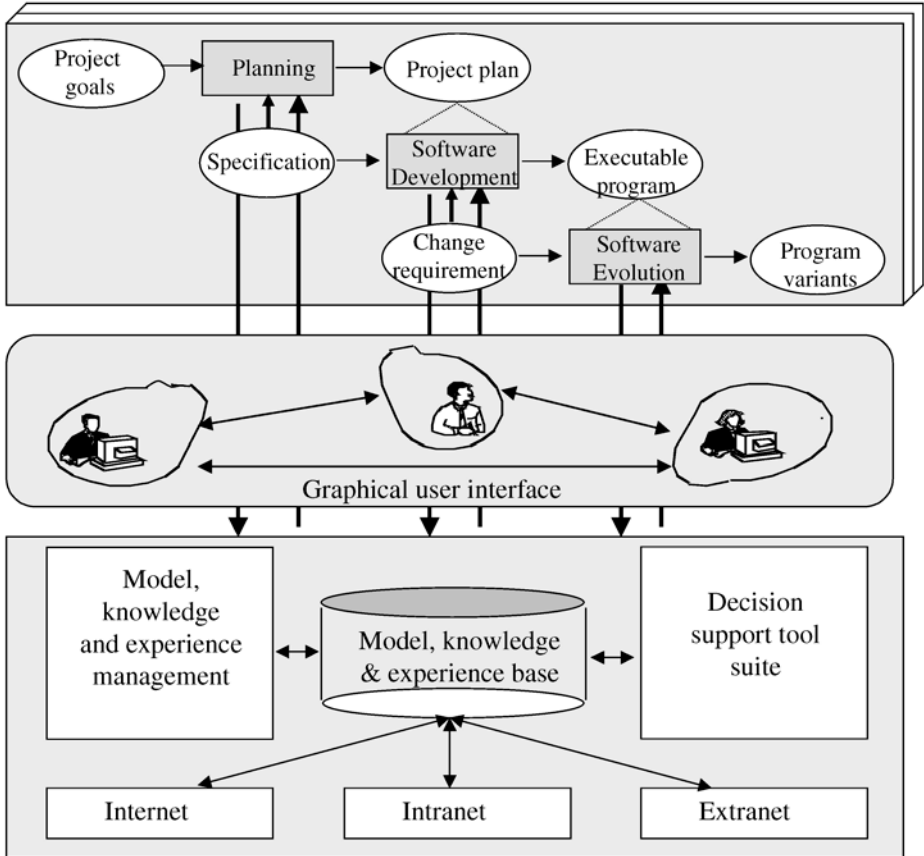 Project
goals
Planning
Project plan
Specification
Software
Development
Executable
program
Change
requirement
Software
Evolution
Program
variants
Graphical user interface
Model,
knowledge
and experience
management
Model, knowledge
& experience base
Decision
support tool
suite
Internet
Intranet
Extranet